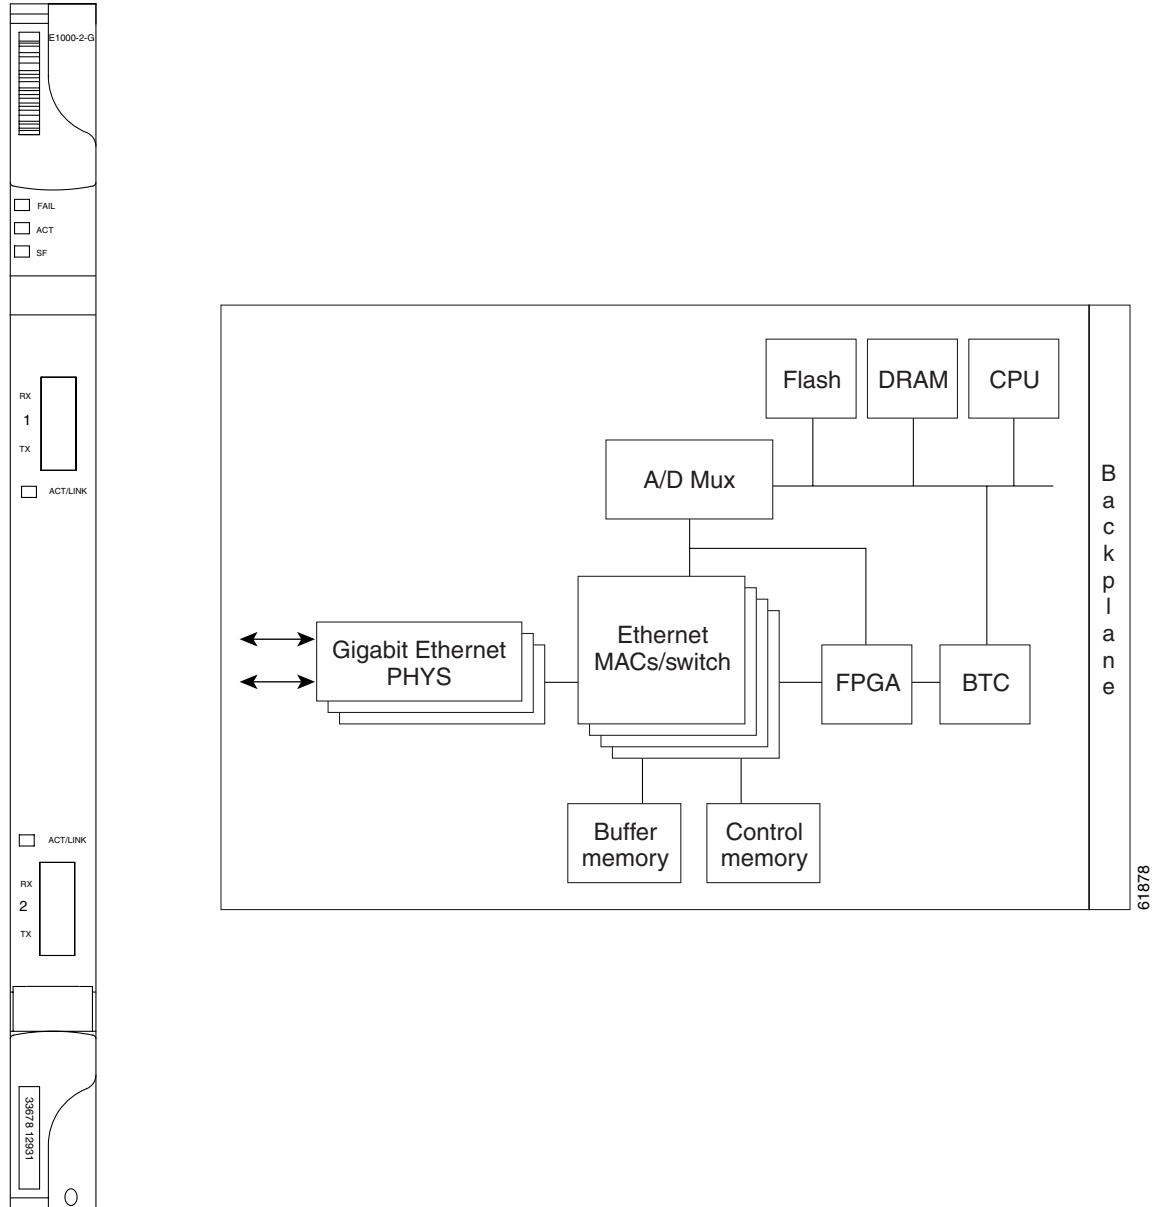 E1000-2-G
FAIL
ACT
SF
RX
1
TX
ACT/LINK
ACT/LINK
RX
2
TX
33678 12931
Flash
DRAM
CPU
A/D Mux
Gigabit Ethernet
PHYS
Ethernet
MACs/switch
FPGA
BTC
Buffer
memory
Control
memory
Backplane
61878